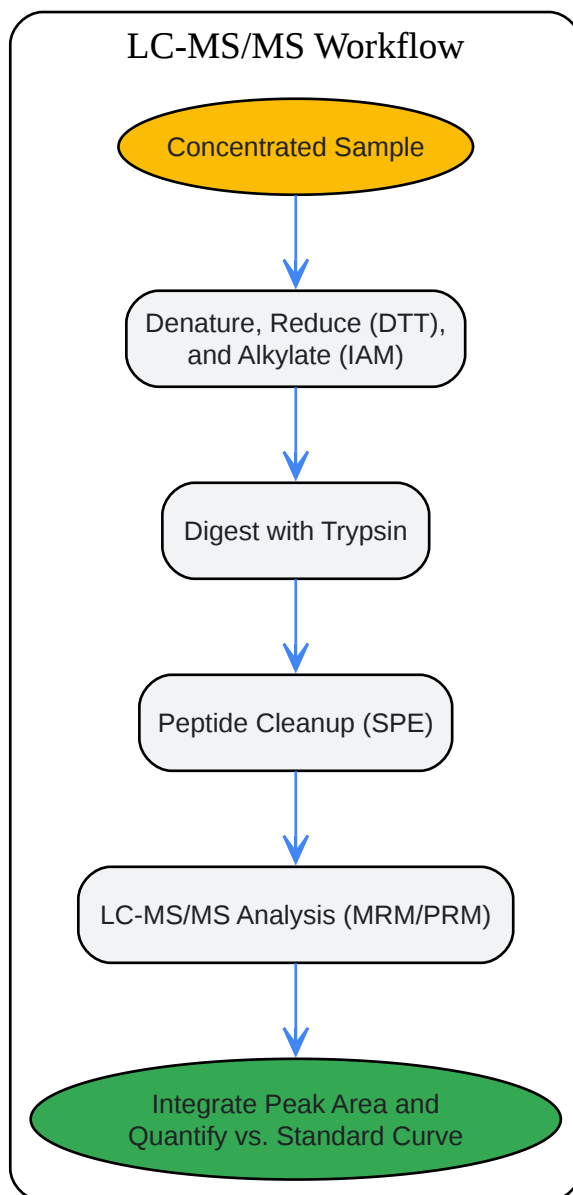 LC-MS/MS Workflow
Concentrated Sample
Denature, Reduce (DTT),
and Alkylate (IAM)
Digest with Trypsin
Peptide Cleanup (SPE)
LC-MS/MS Analysis (MRM/PRM)
Integrate Peak Area and
Quantify vs. Standard Curve